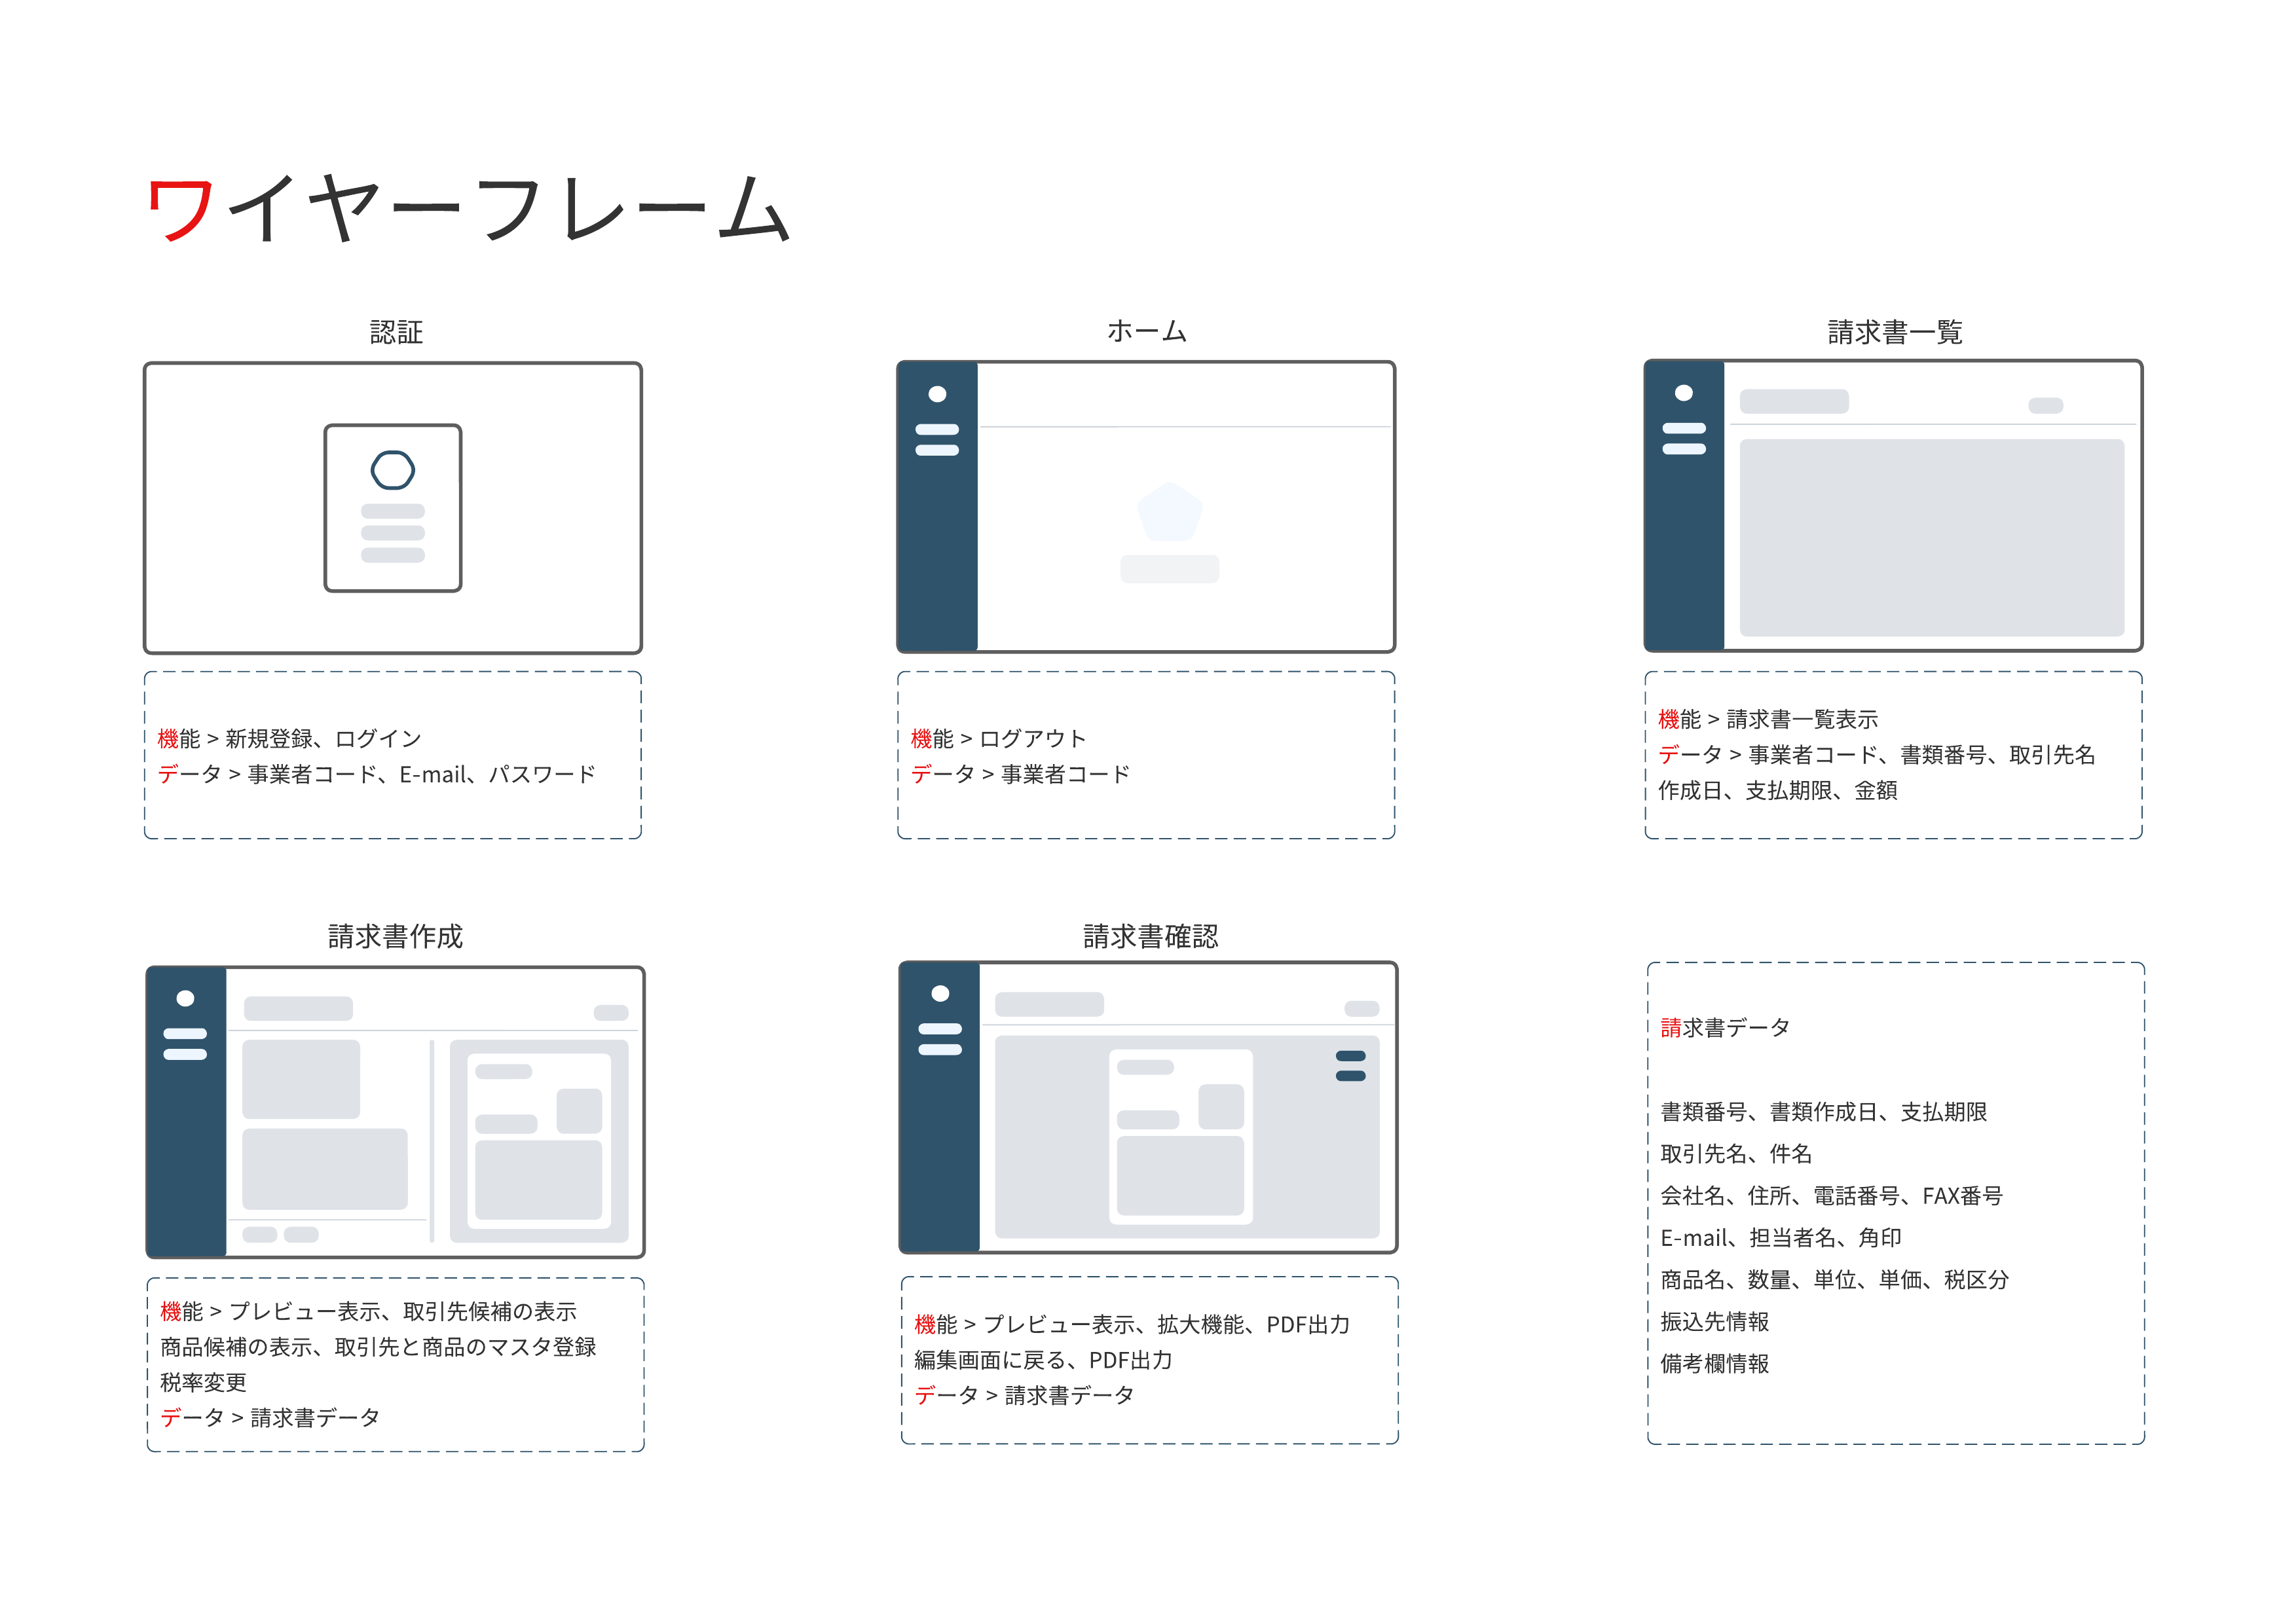 ワイヤーフレーム
認証
機能 > 新規登録、ログイン
データ > 事業者コード、E-mail、パスワード
ホーム
機能 > ログアウト
データ > 事業者コード
請求書一覧
機能 > 請求書一覧表示
データ > 事業者コード、書類番号、取引先名
作成日、支払期限、金額
請求書作成
機能 > プレビュー表示、取引先候補の表示
商品候補の表示、取引先と商品のマスタ登録
税率変更
データ > 請求書データ
請求書確認
機能 > プレビュー表示、拡大機能、PDF出力
編集画面に戻る、PDF出力
データ > 請求書データ
請求書データ
書類番号、書類作成日、支払期限
取引先名、件名
会社名、住所、電話番号、FAX番号
E-mail、担当者名、角印
商品名、数量、単位、単価、税区分
振込先情報
備考欄情報